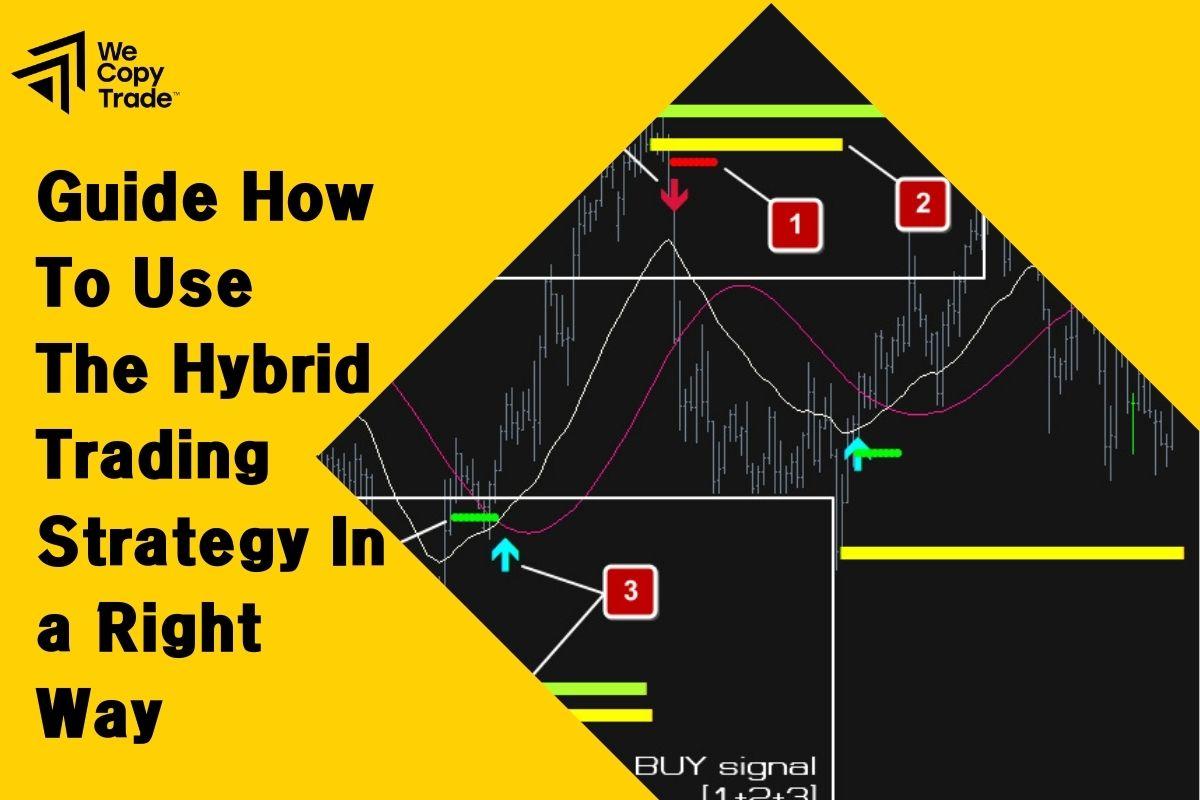 We
Copy
Trade™
Guide How
To Use
The Hybrid
Trading
Strategy In
a Right
Way
1
2
3
BUY signal
[1+2+3]